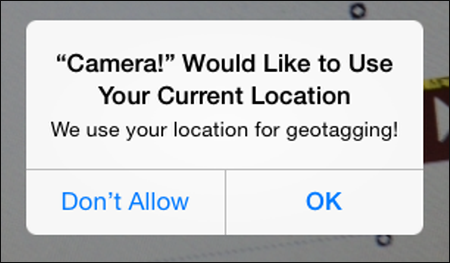 “Camera!” Would Like to Use
Your Current Location
We use your location for geotagging!
Don’t Allow
OK